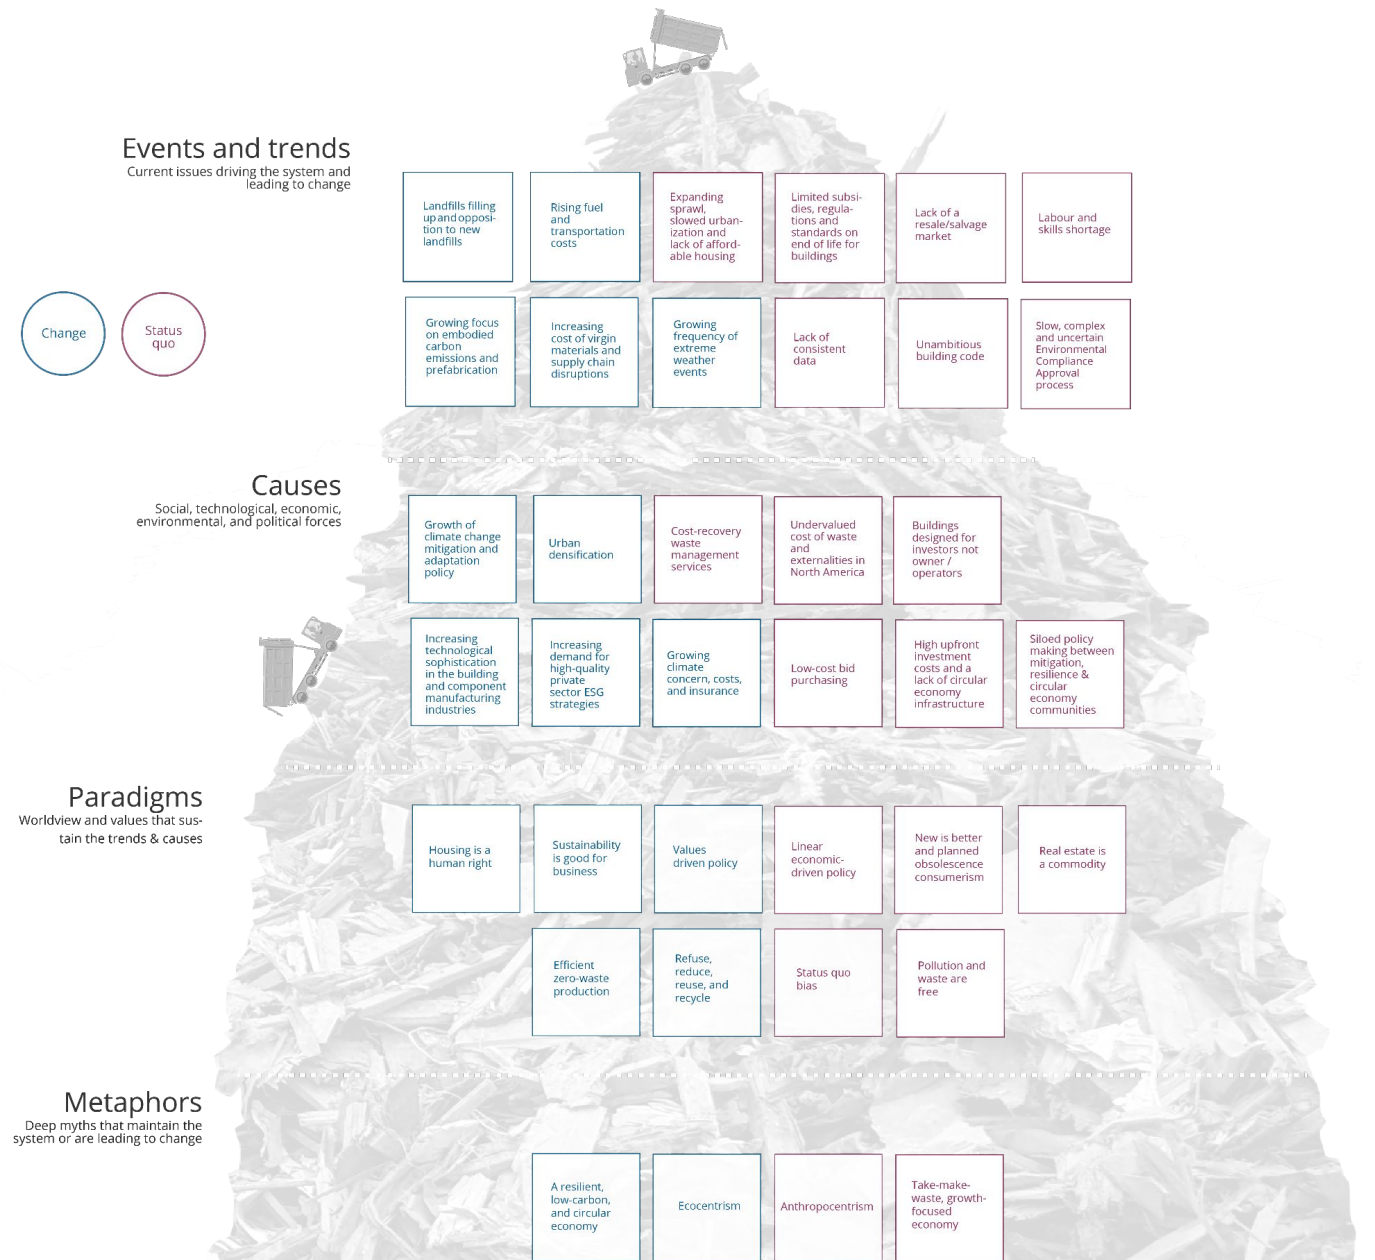 Events and trends
Current issues driving the system and
leading to change
Landfills filling
up and opposi-
tion to new
landfills
Rising fuel
and
transportation
costs
Expanding
sprawl,
slowed urban-
ization and
lack of afford-
able housing
Limited subsi-
dies, regula-
tions and
standards on
end of life for
buildings
Lack of a
resale/salvage
market
Labour and
skills shortage
Change
Status
quo
Growing focus
on embodied
carbon
emissions and
prefabrication
Increasing
cost of virgin
materials and
supply chain
disruptions
Growing
frequency of
extreme
weather
events
Lack of
consistent
data
Unambitious
building code
Slow, complex
and uncertain
Environmental
Compliance
Approval
process
Causes
Social, technological, economic,
environmental, and political forces
Growth of
climate change
mitigation and
adaptation
policy
Urban
densification
Cost-recovery
waste
management
services
Undervalued
cost of waste
and
externalities in
North America
Buildings
designed for
investors not
owner /
operators
Increasing
technological
sophistication
in the building
and component
manufacturing
industries
Increasing
demand for
high-quality
private
sector ESG
strategies
Growing
climate
concern, costs,
and insurance
Low-cost bid
purchasing
High upfront
investment
costs and a
lack of circular
economy
infrastructure
Siloed policy
making between
mitigation,
resilience &
circular
economy
communities
Paradigms
Worldview and values that sus-
tain the trends & causes
Housing is a
human right
Sustainability
is good for
business
Values
driven policy
Linear
economic-
driven policy
New is better
and planned
obsolescence
consumerism
Real estate is
a commodity
Efficient
zero-waste
production
Refuse,
reduce,
reuse, and
recycle
Status quo
bias
Pollution and
waste are
free
Metaphors
Deep myths that maintain the
system or are leading to change
A resilient,
low-carbon,
and circular
economy
Ecocentrism
Anthropocentrism
Take-make-
waste, growth-
focused
economy